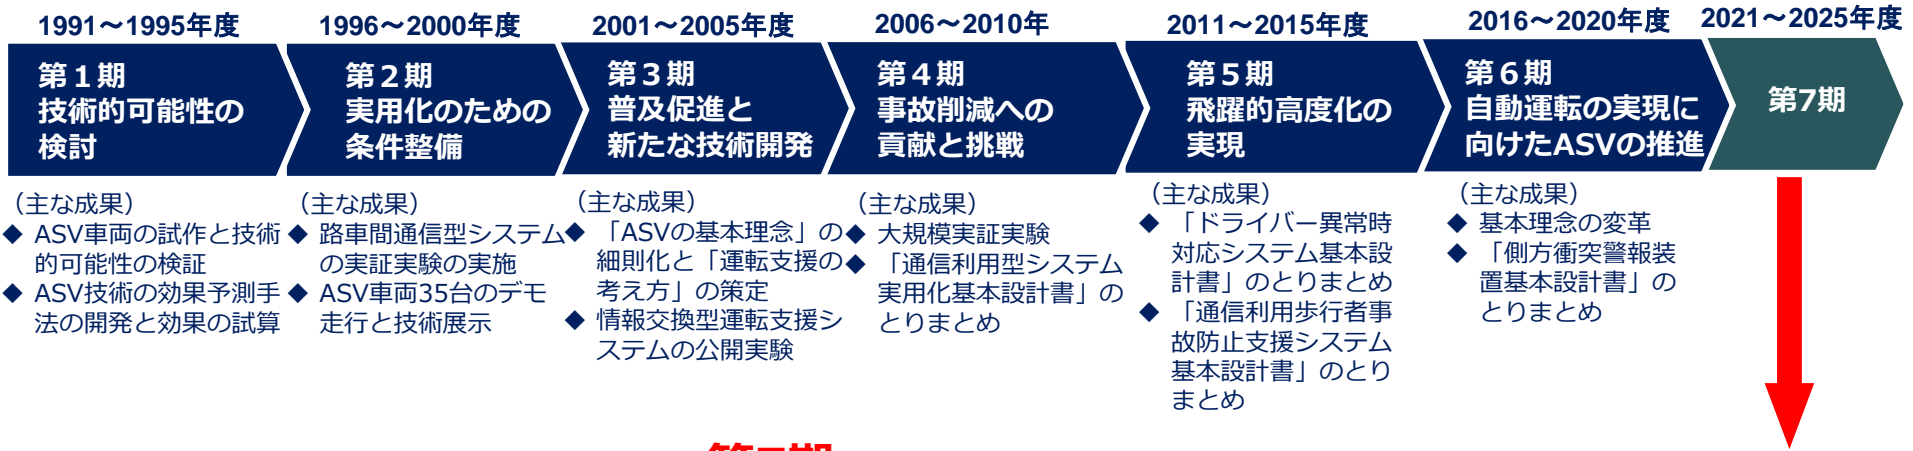 1991～1995年度
第１期
技術的可能性の
検討
（主な成果）
◆ ASV車両の試作と技術
的可能性の検証
◆ ASV技術の効果予測手
法の開発と効果の試算
1996～2000年度
第２期
実用化のための
条件整備
（主な成果）
◆ 路車間通信型システム
の実証実験の実施
◆ ASV車両35台のデモ
走行と技術展示
2001～2005年度
第３期
普及促進と
新たな技術開発
（主な成果）
◆ 「ASVの基本理念」の
細則化と「運転支援の
考え方」の策定
◆ 情報交換型運転支援シ
ステムの公開実験
2006～2010年
第４期
事故削減への
貢献と挑戦
（主な成果）
◆ 大規模実証実験
◆ 「通信利用型システム
実用化基本設計書」の
とりまとめ
2011～2015年度
第５期
飛躍的高度化の
実現
（主な成果）
◆ 「ドライバー異常時
対応システム基本設
計書」のとりまとめ
◆ 「通信利用歩行者事
故防止支援システム
基本設計書」のとり
まとめ
2016～2020年度
第６期
自動運転の実現に
向けたASVの推進
（主な成果）
◆ 基本理念の変革
◆ 「側方衝突警報装
置基本設計書」の
とりまとめ
2021～2025年度
第7期